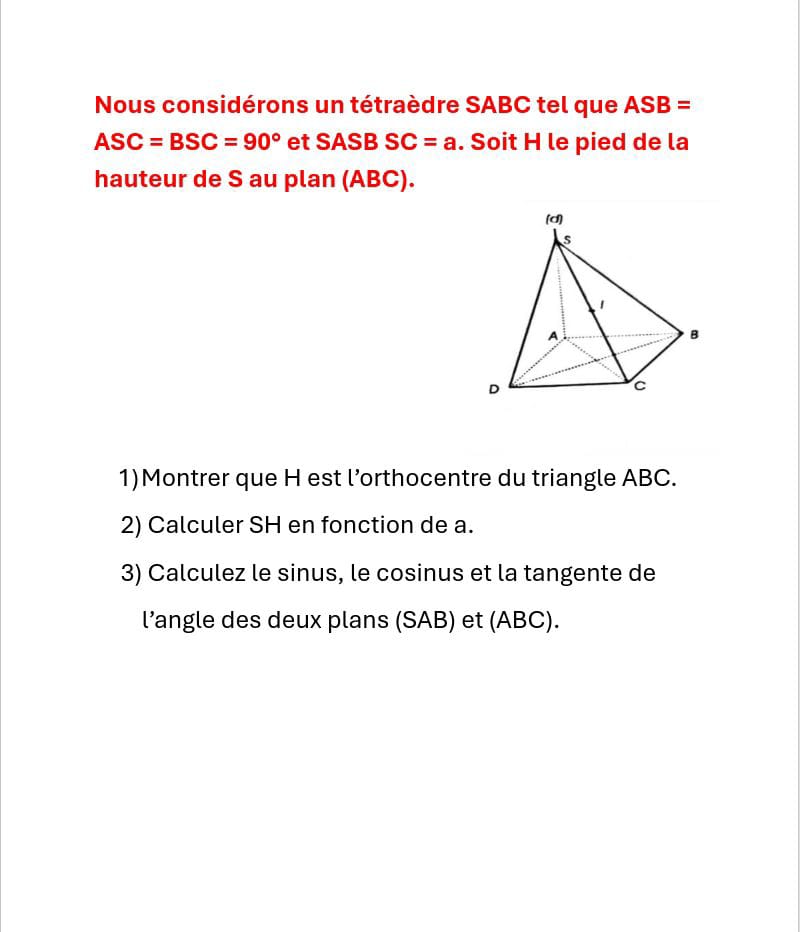 Nous considérons un tétraèdre SABC tel que ASB =
ASC = BSC = 90° et SASB SC = a. Soit H le pied de la
hauteur de S au plan (ABC).
(d)
S
I
A
B
D
C
1) Montrer que H est l’orthocentre du triangle ABC.
2) Calculer SH en fonction de a.
3) Calculez le sinus, le cosinus et la tangente de
l’angle des deux plans (SAB) et (ABC).